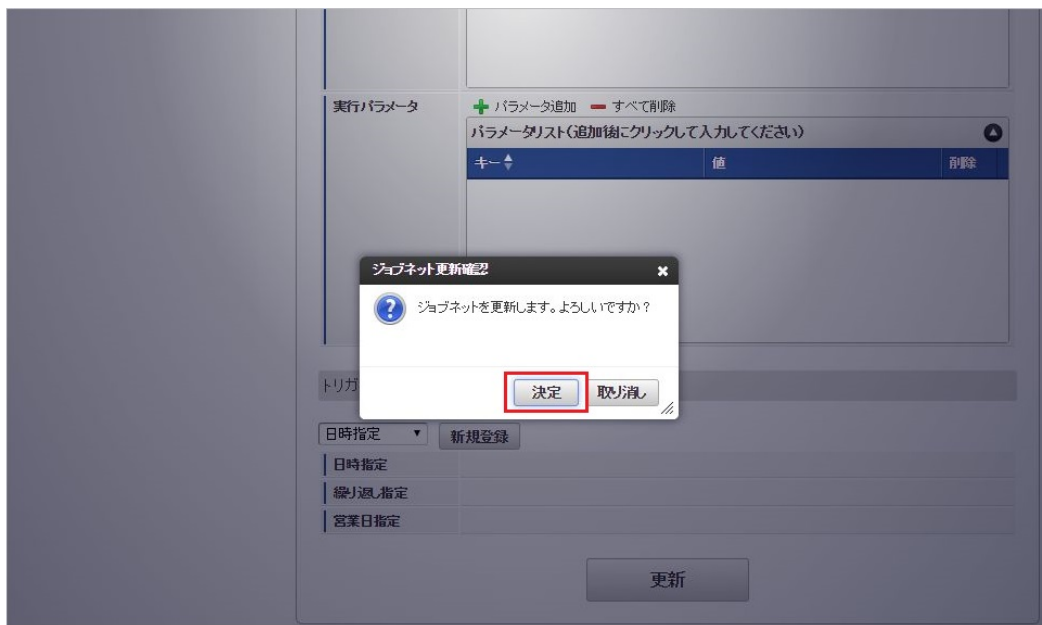 実行パラメータ
パラメータ追加 すべて削除
パラメータリスト(追加後にクリックして入力してください)
キー 値 削除
ジョブネット更新確認
ジョブネットを更新します。よろしいですか？
決定 取り消し
トリガ
日時指定 新規登録
日時指定
繰り返し指定
営業日指定
更新